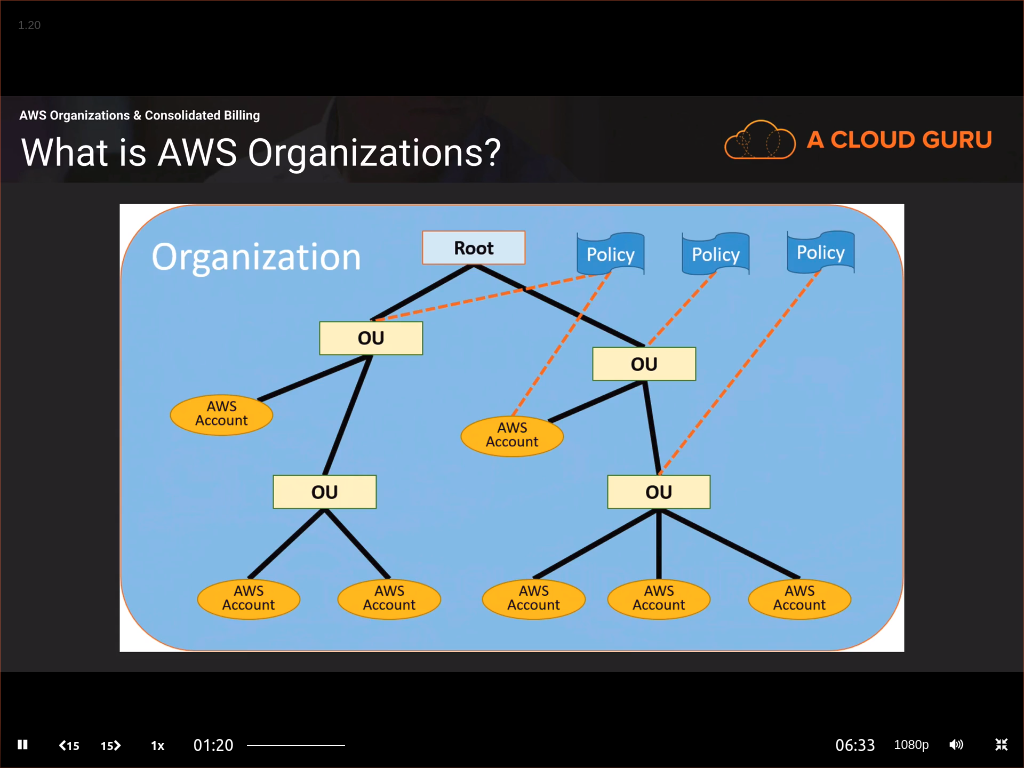 1.20
AWS Organizations & Consolidated Billing
What is AWS Organizations?
A CLOUD GURU
Organization
Root
Policy
Policy
Policy
OU
OU
AWS
Account
AWS
Account
OU
OU
AWS
Account
AWS
Account
AWS
Account
AWS
Account
AWS
Account
15
15
1x
01:20
06:33
1080p